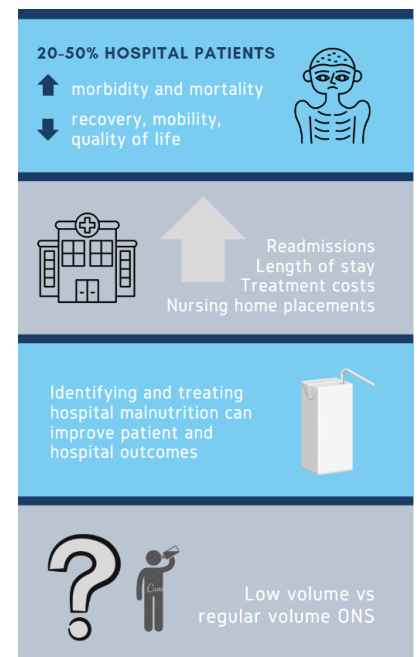 20-50% HOSPITAL PATIENTS
morbidity and mortality
recovery, mobility,
quality of life
Readmissions
Length of stay
Treatment costs
Nursing home placements
Identifying and treating
hospital malnutrition can
improve patient and
hospital outcomes
Low volume vs
regular volume ONS